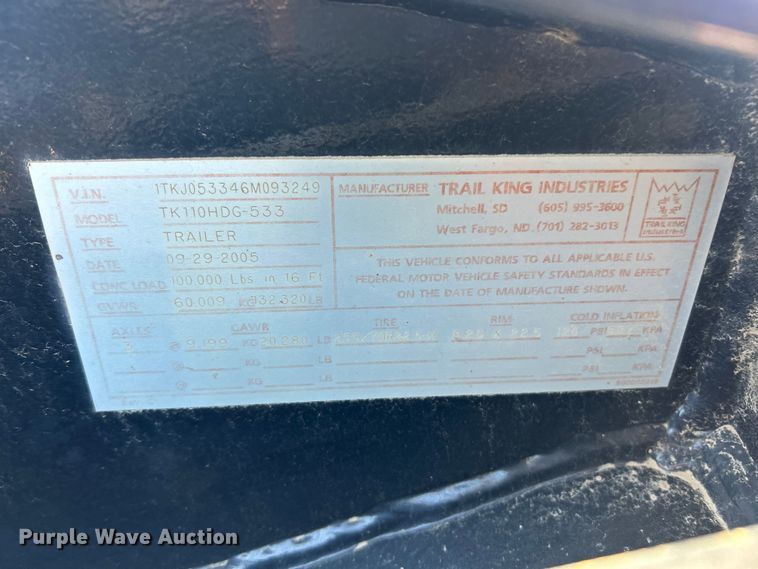 V.I.N. 1TKJ053346M093249
MODEL TK110HDG-533
TYPE TRAILER
DATE 09-29-2005
CONC LOAD 100,000 Lbs in 16 Ft
GVWR 60,009 KG 132,320 LB
MANUFACTURER TRAIL KING INDUSTRIES
Mitchell, SD (605) 995-3600
West Fargo, ND (701) 282-3013
TRAIL KING
INDUSTRIES
THIS VEHICLE CONFORMS TO ALL APPLICABLE U.S.
FEDERAL MOTOR VEHICLE SAFETY STANDARDS IN EFFECT
ON THE DATE OF MANUFACTURE SHOWN.
AXLES GAWR TIRE RIM COLD INFLATION
3 @ 9,199 KG 20,280 LB 8.25 X 22.5 PSI KPA
@ KG LB PSI KPA
@ KG LB PSI KPA
Purple Wave Auction